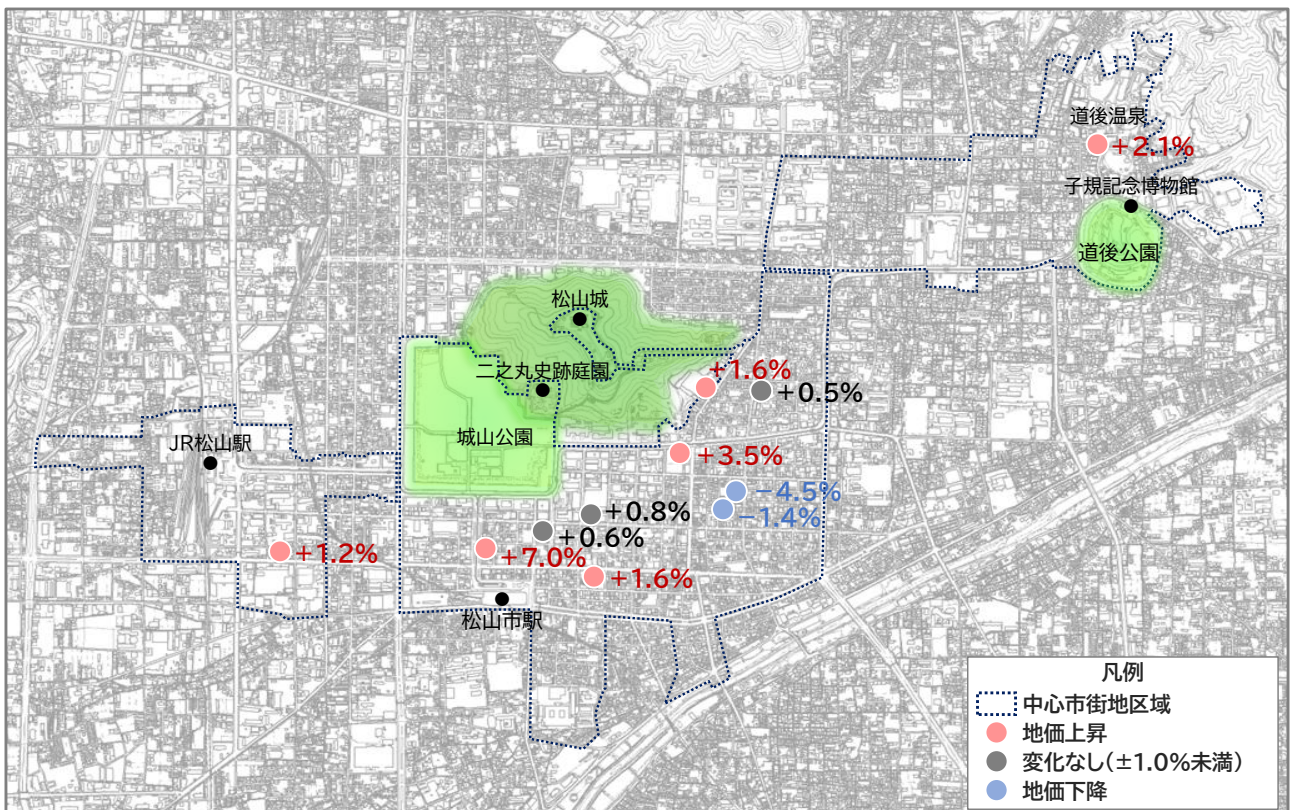 道後温泉
+2.1%
子規記念博物館
道後公園
松山城
二之丸史跡庭園
+1.6%
+0.5%
城山公園
JR松山駅
+3.5%
−4.5%
−1.4%
+0.8%
+0.6%
+1.2%
+7.0%
+1.6%
松山市駅
凡例
中心市街地区域
地価上昇
変化なし(±1.0%未満)
地価下降